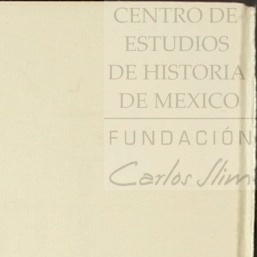 CENTRO DE
ESTUDIOS
DE HISTORIA
DE MEXICO
FUNDACIÓN
Carlos Slim